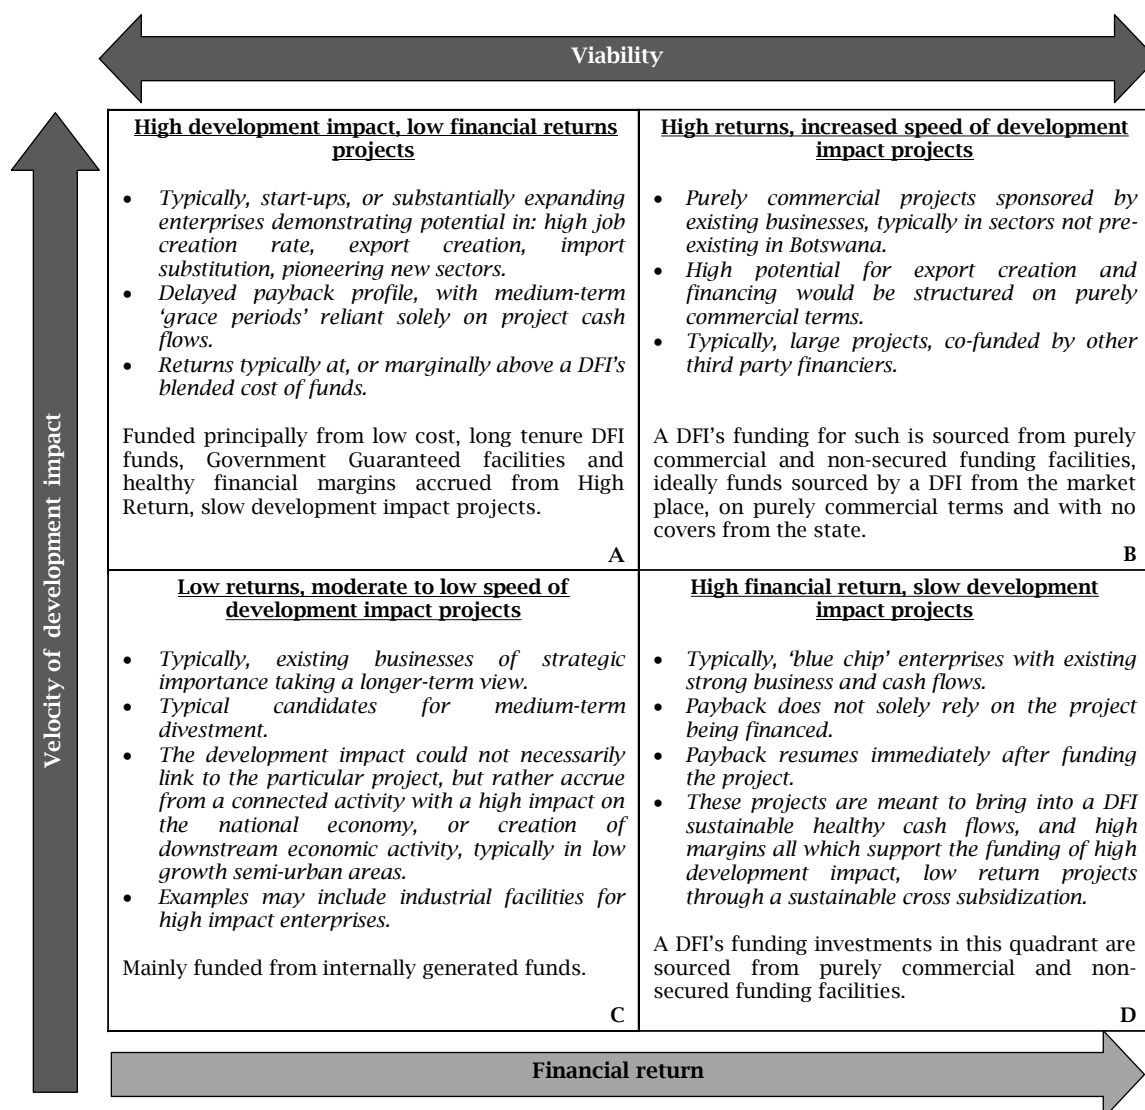 Viability
High development impact, low financial returns
projects
• Typically, start-ups, or substantially expanding
enterprises demonstrating potential in: high job
creation rate, export creation, import
substitution, pioneering new sectors.
• Delayed payback profile, with medium-term
‘grace periods’ reliant solely on project cash
flows.
• Returns typically at, or marginally above a DFI’s
blended cost of funds.
Funded principally from low cost, long tenure DFI
funds, Government Guaranteed facilities and
healthy financial margins accrued from High
Return, slow development impact projects.
A
High returns, increased speed of development
impact projects
• Purely commercial projects sponsored by
existing businesses, typically in sectors not pre-
existing in Botswana.
• High potential for export creation and
financing would be structured on purely
commercial terms.
• Typically, large projects, co-funded by other
third party financiers.
A DFI’s funding for such is sourced from purely
commercial and non-secured funding facilities,
ideally funds sourced by a DFI from the market
place, on purely commercial terms and with no
covers from the state.
B
Velocity of development impact
Low returns, moderate to low speed of
development impact projects
• Typically, existing businesses of strategic
importance taking a longer-term view.
• Typical candidates for medium-term
divestment.
• The development impact could not necessarily
link to the particular project, but rather accrue
from a connected activity with a high impact on
the national economy, or creation of
downstream economic activity, typically in low
growth semi-urban areas.
• Examples may include industrial facilities for
high impact enterprises.
Mainly funded from internally generated funds.
C
High financial return, slow development
impact projects
• Typically, ‘blue chip’ enterprises with existing
strong business and cash flows.
• Payback does not solely rely on the project
being financed.
• Payback resumes immediately after funding
the project.
• These projects are meant to bring into a DFI
sustainable healthy cash flows, and high
margins all which support the funding of high
development impact, low return projects
through a sustainable cross subsidization.
A DFI’s funding investments in this quadrant are
sourced from purely commercial and non-
secured funding facilities.
D
Financial return